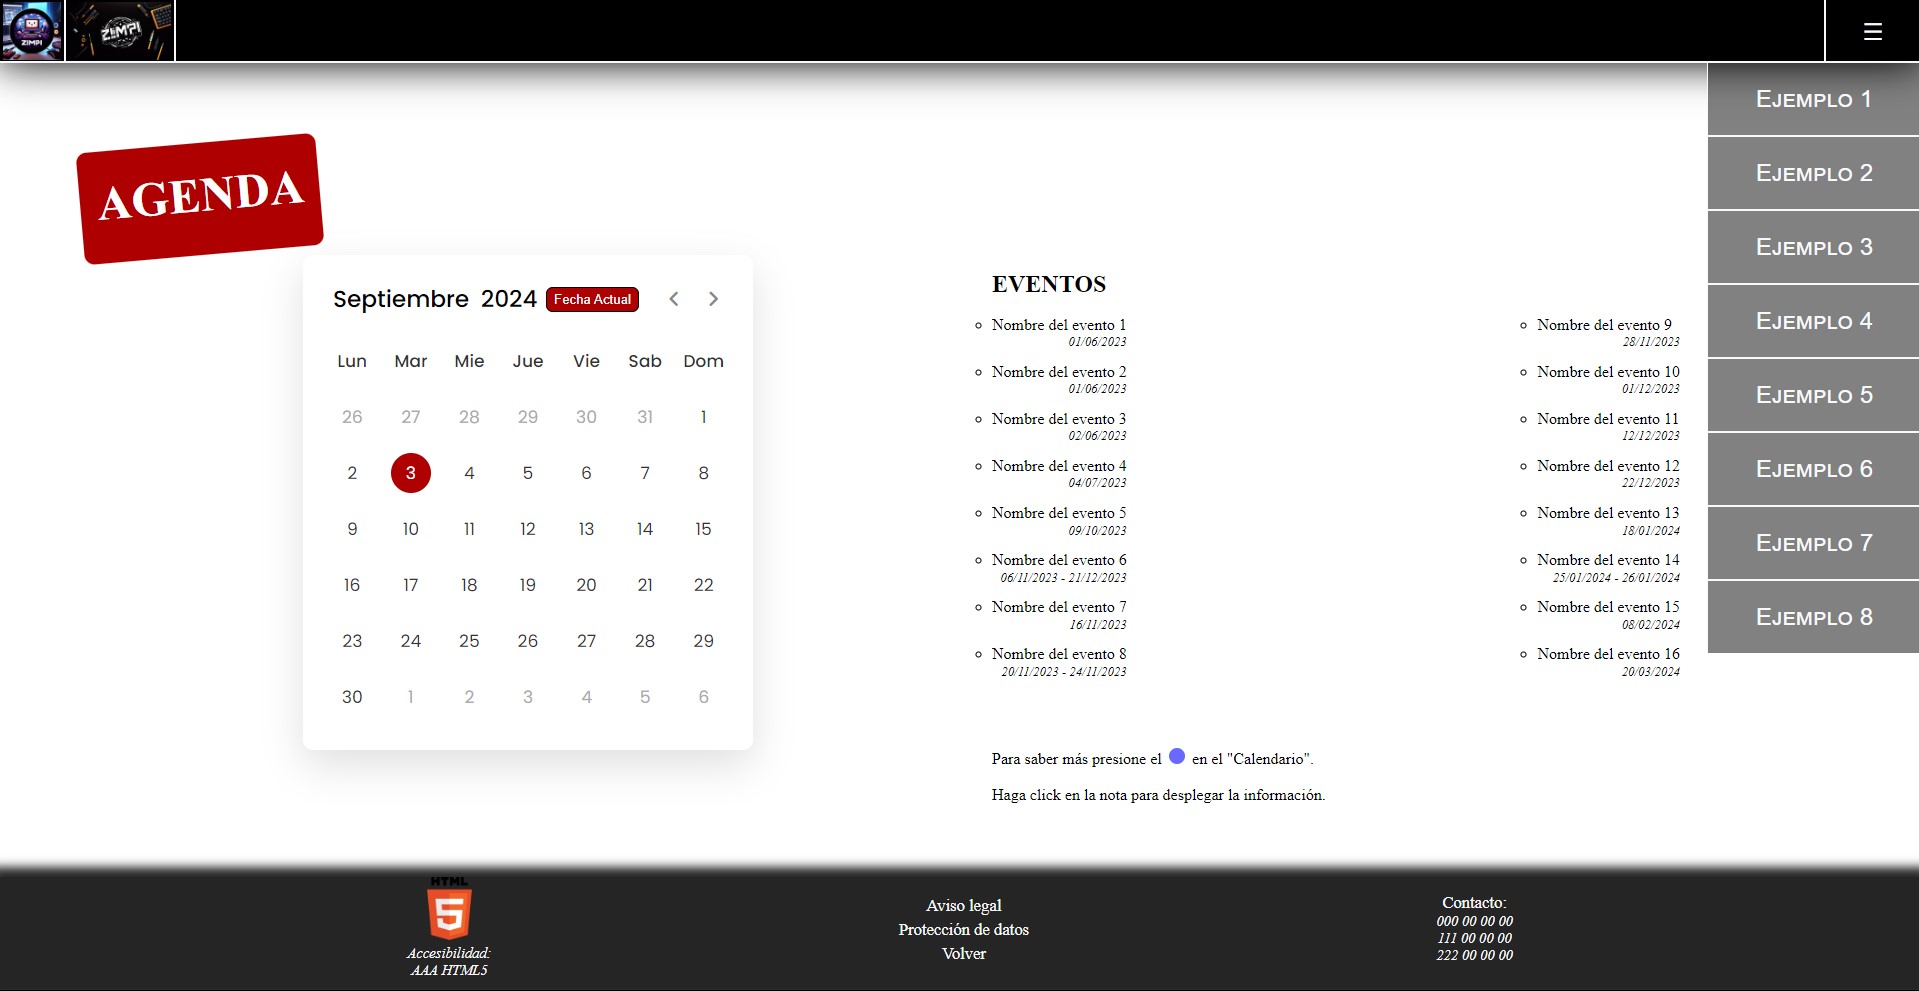 ZIMPI
ZIMPI
☰
EJEMPLO 1
EJEMPLO 2
EJEMPLO 3
EJEMPLO 4
EJEMPLO 5
EJEMPLO 6
EJEMPLO 7
EJEMPLO 8
AGENDA
Septiembre 2024 Fecha Actual
Lun Mar Mie Jue Vie Sab Dom
26 27 28 29 30 31 1
2 3 4 5 6 7 8
9 10 11 12 13 14 15
16 17 18 19 20 21 22
23 24 25 26 27 28 29
30 1 2 3 4 5 6
EVENTOS
Nombre del evento 1
01/06/2023
Nombre del evento 2
01/06/2023
Nombre del evento 3
02/06/2023
Nombre del evento 4
04/07/2023
Nombre del evento 5
09/10/2023
Nombre del evento 6
06/11/2023 - 21/12/2023
Nombre del evento 7
16/11/2023
Nombre del evento 8
20/11/2023 - 24/11/2023
Nombre del evento 9
28/11/2023
Nombre del evento 10
01/12/2023
Nombre del evento 11
12/12/2023
Nombre del evento 12
22/12/2023
Nombre del evento 13
18/01/2024
Nombre del evento 14
25/01/2024 - 26/01/2024
Nombre del evento 15
08/02/2024
Nombre del evento 16
20/03/2024
Para saber más presione el en el "Calendario".
Haga click en la nota para desplegar la información.
HTML
5
Accesibilidad:
AAA HTML5
Aviso legal
Protección de datos
Volver
Contacto:
000 00 00 00
111 00 00 00
222 00 00 00